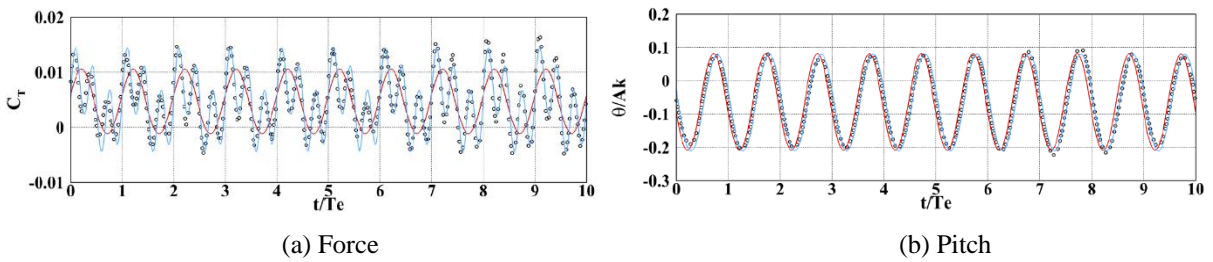 0.02
0.01
0
-0.01
C_T
0 1 2 3 4 5 6 7 8 9 10
t/Te
(a) Force
0.2
0.1
0
-0.1
-0.2
-0.3
θ/Ak
0 1 2 3 4 5 6 7 8 9 10
t/Te
(b) Pitch